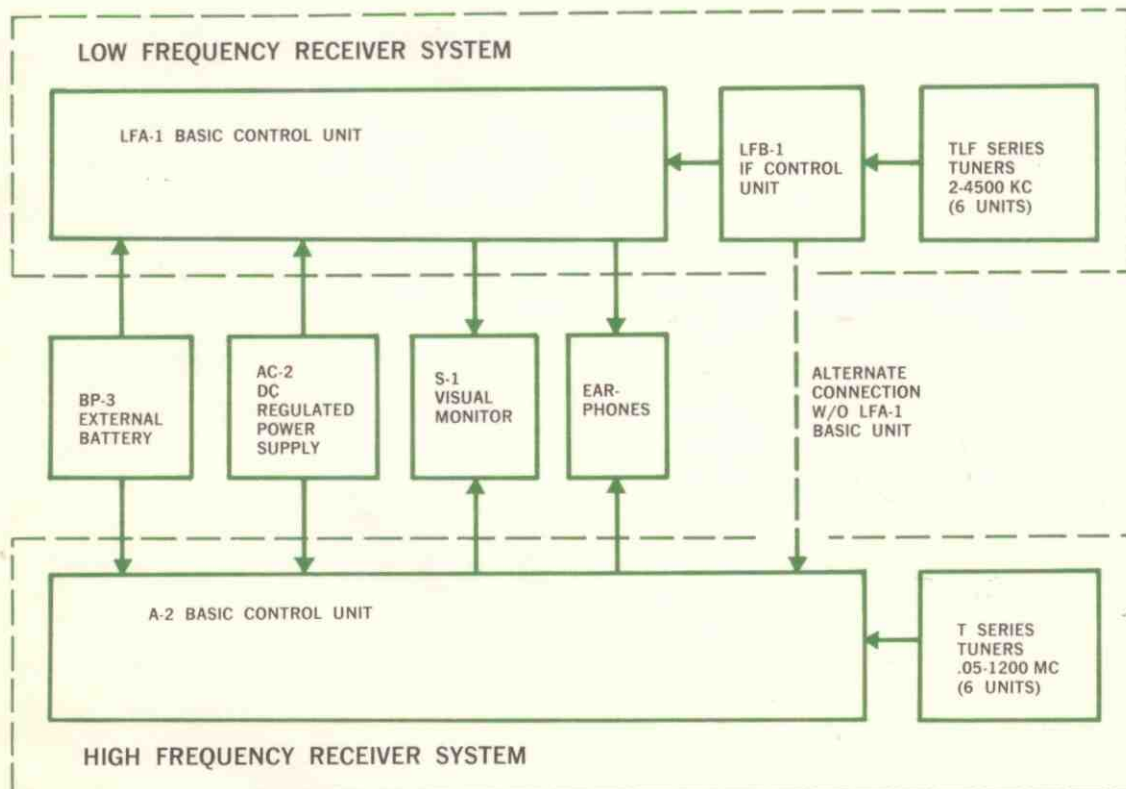 LOW FREQUENCY RECEIVER SYSTEM
LFA-1 BASIC CONTROL UNIT
LFB-1
IF CONTROL
UNIT
TLF SERIES
TUNERS
2-4500 KC
(6 UNITS)
BP-3
EXTERNAL
BATTERY
AC-2
DC
REGULATED
POWER
SUPPLY
S-1
VISUAL
MONITOR
EAR-
PHONES
ALTERNATE
CONNECTION
W/O LFA-1
BASIC UNIT
A-2 BASIC CONTROL UNIT
T SERIES
TUNERS
.05-1200 MC
(6 UNITS)
HIGH FREQUENCY RECEIVER SYSTEM